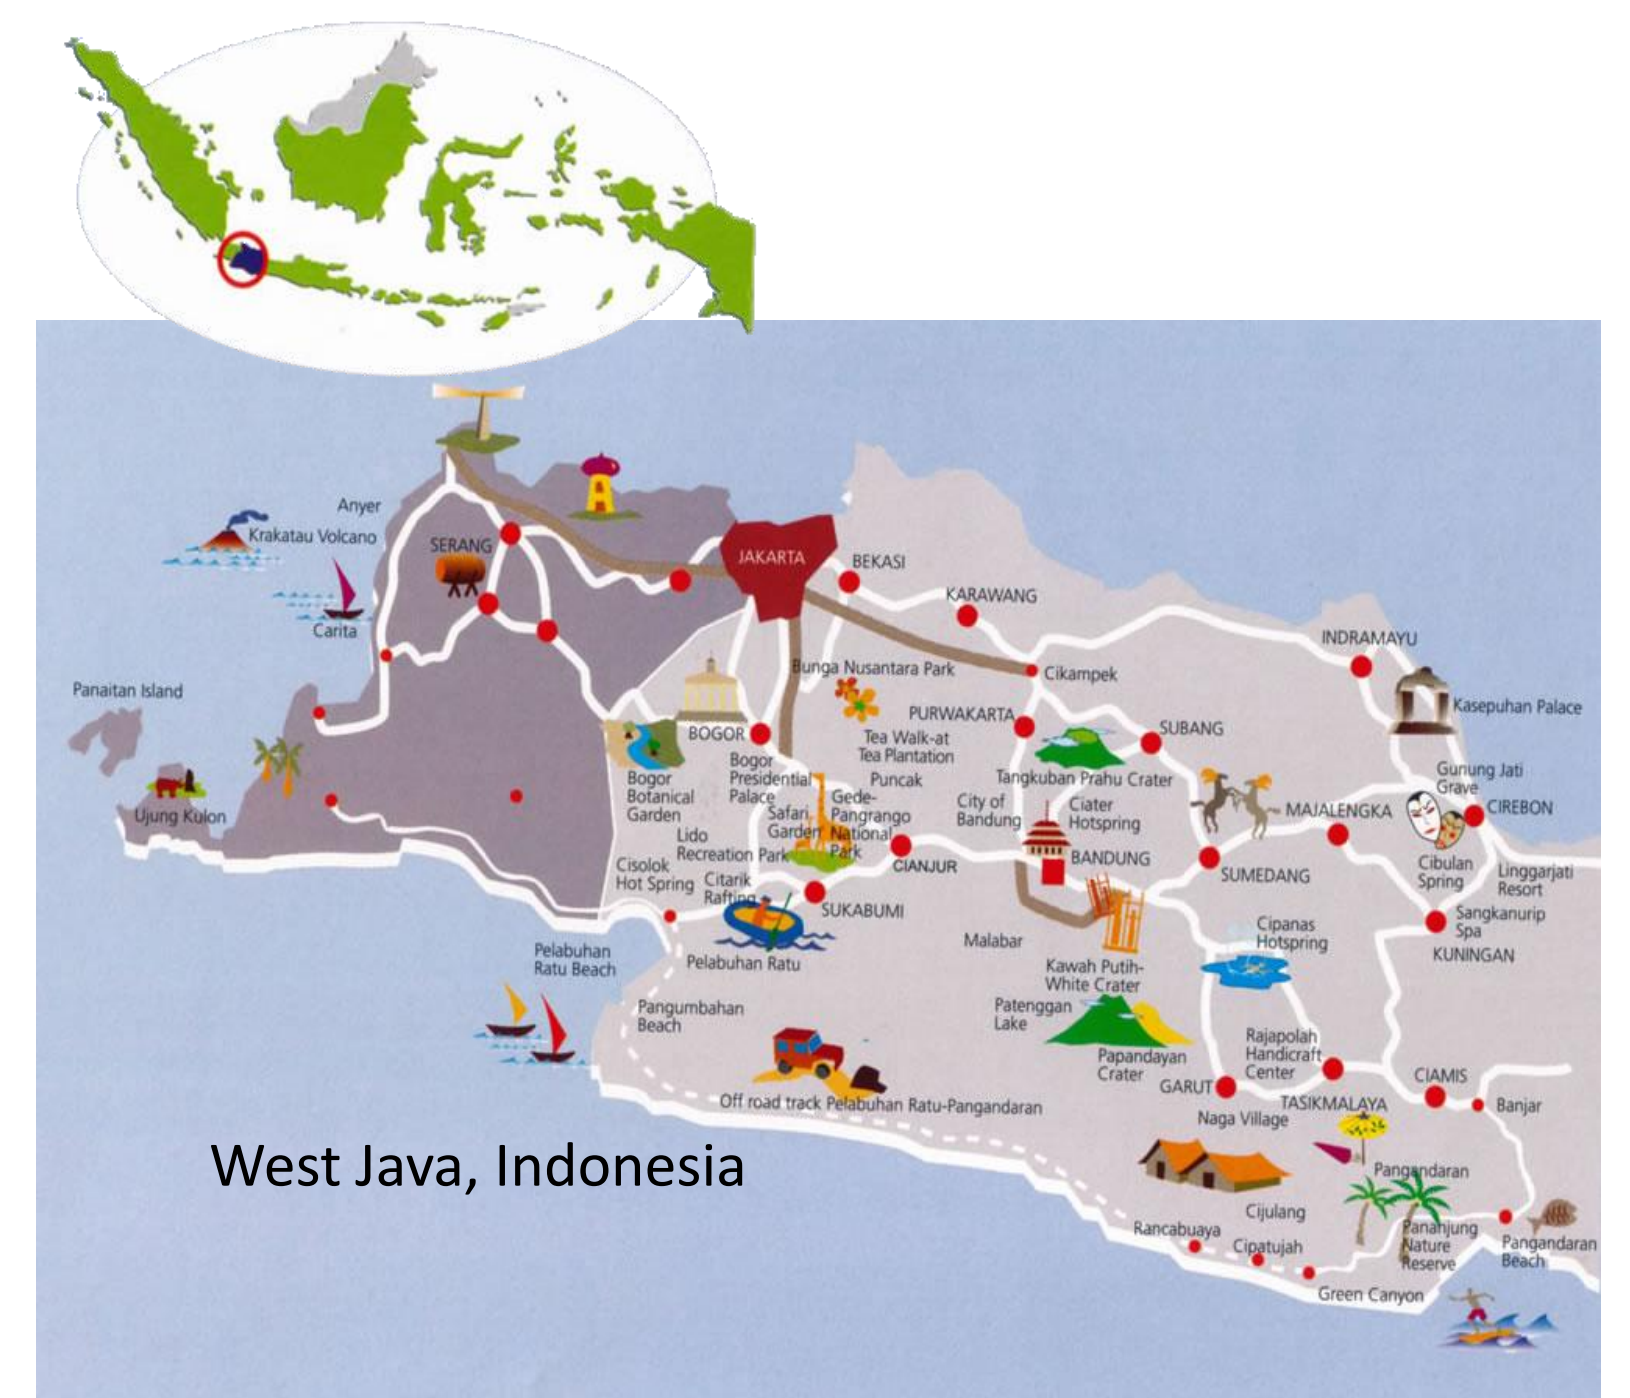 Anyer
Krakatau Volcano
SERANG
JAKARTA
BEKASI
KARAWANG
Carita
INDRAMAYU
Bunga Nusantara Park
Cikampek
Panaitan Island
Kasepuhan Palace
PURWAKARTA
SUBANG
BOGOR
Tea Walk-at
Tea Plantation
Puncak
Tangkuban Prahu Crater
Gunung Jati
Grave
Bogor
Botanical
Garden
Bogor
Presidential
Palace
Safari
Garden
Gede-
Pangrango
National
Park
City of
Bandung
Ciater
Hotspring
MAJALENGKA
CIREBON
Ujung Kulon
Lido
Recreation Park
CIANJUR
BANDUNG
SUMEDANG
Cibulan
Spring
Linggarjati
Resort
Cisolok
Hot Spring
Citarik
Rafting
SUKABUMI
Sangkanurip
Spa
KUNINGAN
Cipanas
Hotspring
Malabar
Pelabuhan
Ratu Beach
Pelabuhan Ratu
Kawah Putih-
White Crater
Pangumbahan
Beach
Patenggan
Lake
Papandayan
Crater
Rajapolah
Handicraft
Center
GARUT
CIAMIS
TASIKMALAYA
Banjar
Off road track Pelabuhan Ratu-Pangandaran
Naga Village
West Java, Indonesia
Pangandaran
Cijulang
Rancabuaya
Cipatujah
Pananjung
Nature
Reserve
Pangandaran
Beach
Green Canyon